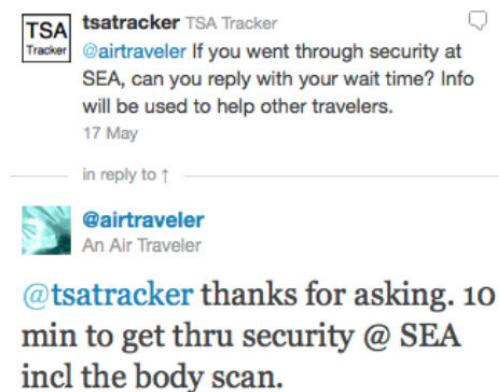 TSA
Tracker
tsatracker TSA Tracker
@airtraveler If you went through security at
SEA, can you reply with your wait time? Info
will be used to help other travelers.
17 May
in reply to ↑
@airtraveler
An Air Traveler
@tsatracker thanks for asking. 10
min to get thru security @ SEA
incl the body scan.